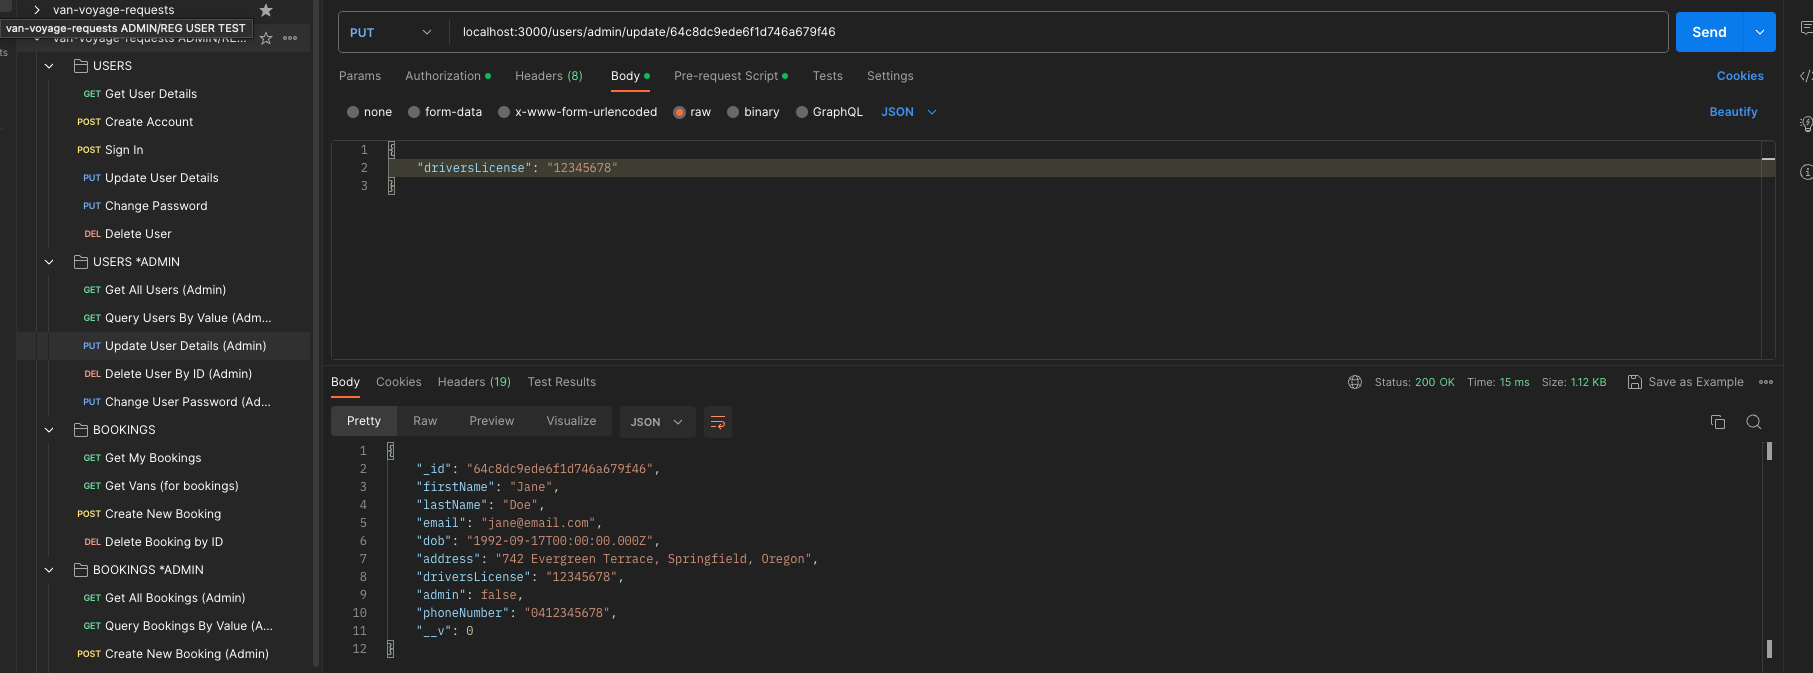 van-voyage-requests
van-voyage-requests ADMIN/REG USER TEST
van-voyage-requests ADMIN/RE...
ts
USERS
GET Get User Details
POST Create Account
POST Sign In
PUT Update User Details
PUT Change Password
DEL Delete User
USERS *ADMIN
GET Get All Users (Admin)
GET Query Users By Value (Adm...
PUT Update User Details (Admin)
DEL Delete User By ID (Admin)
PUT Change User Password (Ad...
BOOKINGS
GET Get My Bookings
GET Get Vans (for bookings)
POST Create New Booking
DEL Delete Booking by ID
BOOKINGS *ADMIN
GET Get All Bookings (Admin)
GET Query Bookings By Value (A...
POST Create New Booking (Admin)
PUT localhost:3000/users/admin/update/64c8dc9ede6f1d746a679f46 Send
Params Authorization Headers (8) Body Pre-request Script Tests Settings Cookies
none form-data x-www-form-urlencoded raw binary GraphQL JSON Beautify
1 {
2 "driversLicense": "12345678"
3 }
Body Cookies Headers (19) Test Results Status: 200 OK Time: 15 ms Size: 1.12 KB Save as Example
Pretty Raw Preview Visualize JSON
1 {
2 "_id": "64c8dc9ede6f1d746a679f46",
3 "firstName": "Jane",
4 "lastName": "Doe",
5 "email": "jane@email.com",
6 "dob": "1992-09-17T00:00:00.000Z",
7 "address": "742 Evergreen Terrace, Springfield, Oregon",
8 "driversLicense": "12345678",
9 "admin": false,
10 "phoneNumber": "0412345678",
11 "__v": 0
12 }